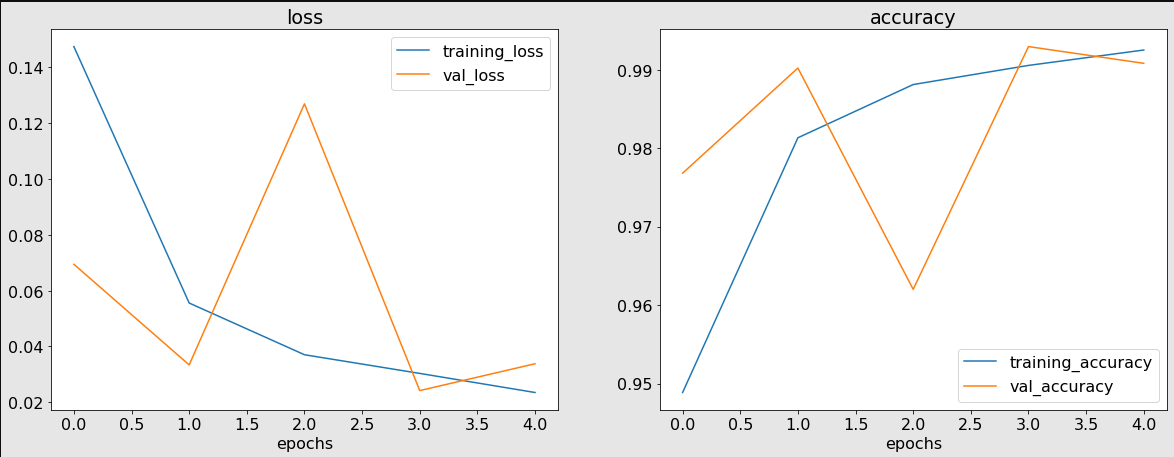 loss
training_loss
val_loss
0.14
0.12
0.10
0.08
0.06
0.04
0.02
0.0 0.5 1.0 1.5 2.0 2.5 3.0 3.5 4.0
epochs
accuracy
0.99
0.98
0.97
0.96
0.95
training_accuracy
val_accuracy
0.0 0.5 1.0 1.5 2.0 2.5 3.0 3.5 4.0
epochs